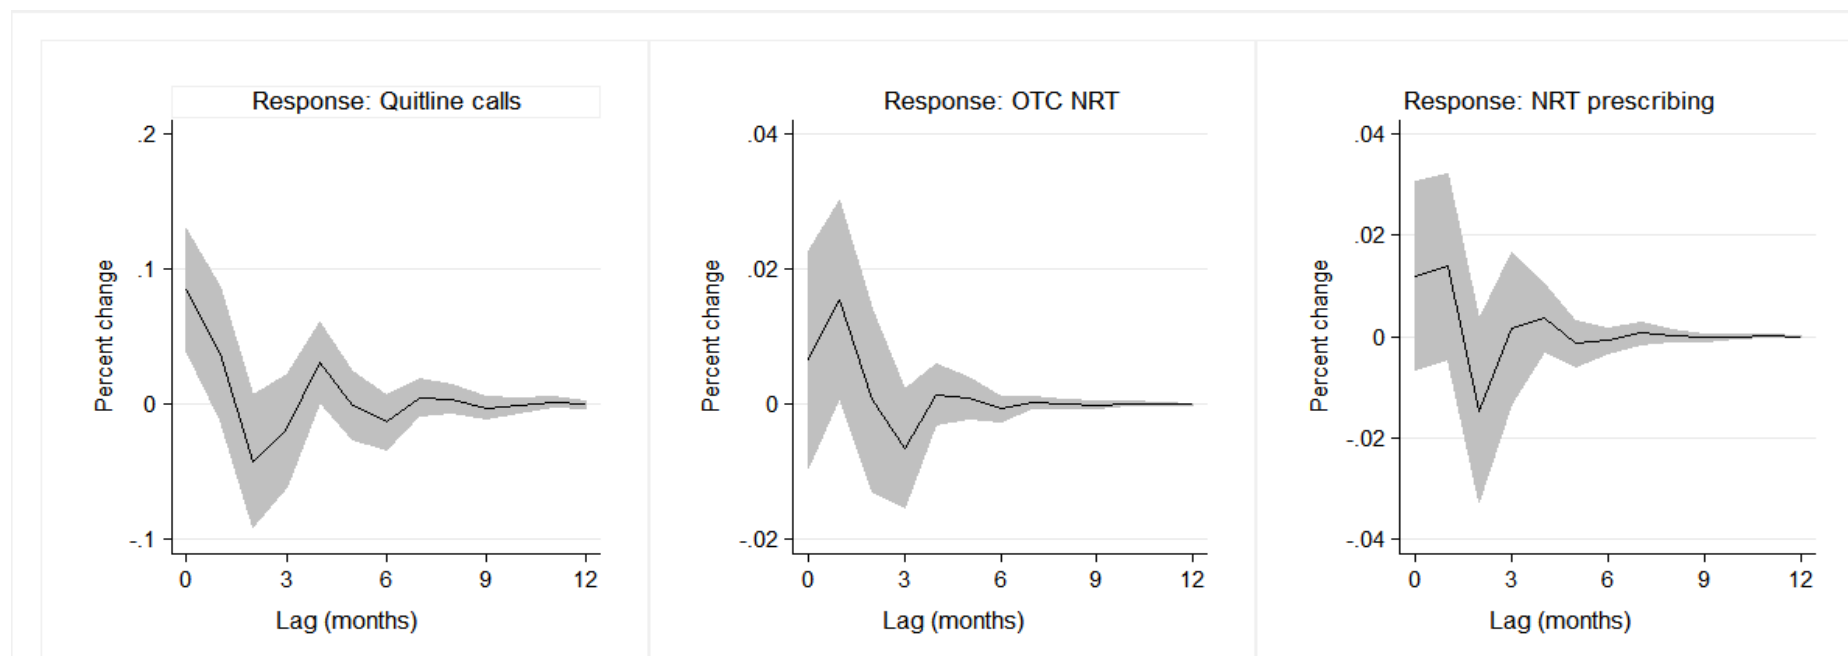 Response: Quitline calls
.2
.1
0
-.1
Percent change
0 3 6 9 12
Lag (months)
Response: OTC NRT
.04
.02
0
-.02
Percent change
0 3 6 9 12
Lag (months)
Response: NRT prescribing
.04
.02
0
-.02
-.04
Percent change
0 3 6 9 12
Lag (months)